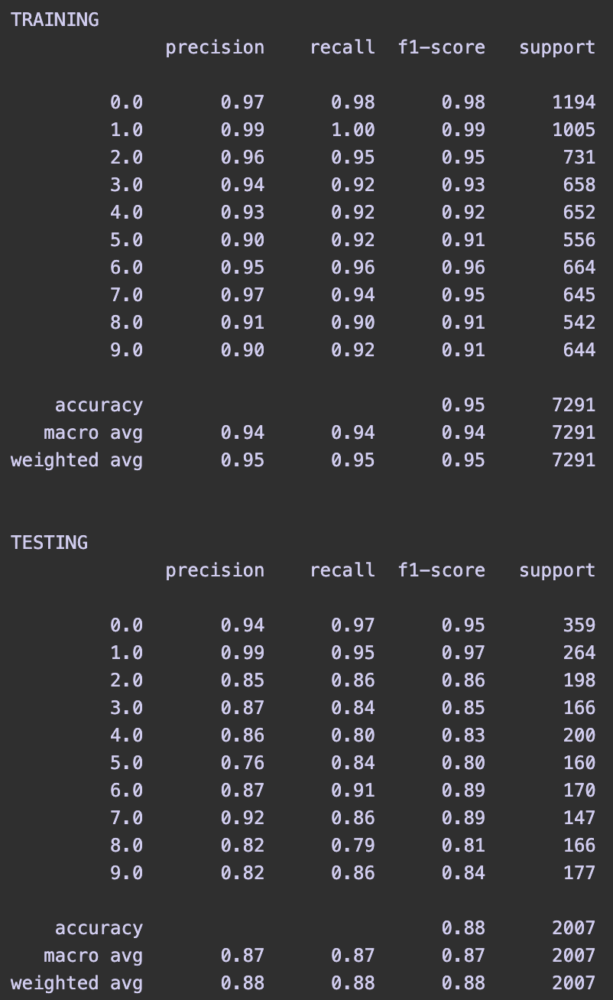 TRAINING
precision recall f1-score support
0.0 0.97 0.98 0.98 1194
1.0 0.99 1.00 0.99 1005
2.0 0.96 0.95 0.95 731
3.0 0.94 0.92 0.93 658
4.0 0.93 0.92 0.92 652
5.0 0.90 0.92 0.91 556
6.0 0.95 0.96 0.96 664
7.0 0.97 0.94 0.95 645
8.0 0.91 0.90 0.91 542
9.0 0.90 0.92 0.91 644
accuracy 0.95 7291
macro avg 0.94 0.94 0.94 7291
weighted avg 0.95 0.95 0.95 7291
TESTING
precision recall f1-score support
0.0 0.94 0.97 0.95 359
1.0 0.99 0.95 0.97 264
2.0 0.85 0.86 0.86 198
3.0 0.87 0.84 0.85 166
4.0 0.86 0.80 0.83 200
5.0 0.76 0.84 0.80 160
6.0 0.87 0.91 0.89 170
7.0 0.92 0.86 0.89 147
8.0 0.82 0.79 0.81 166
9.0 0.82 0.86 0.84 177
accuracy 0.88 2007
macro avg 0.87 0.87 0.87 2007
weighted avg 0.88 0.88 0.88 2007